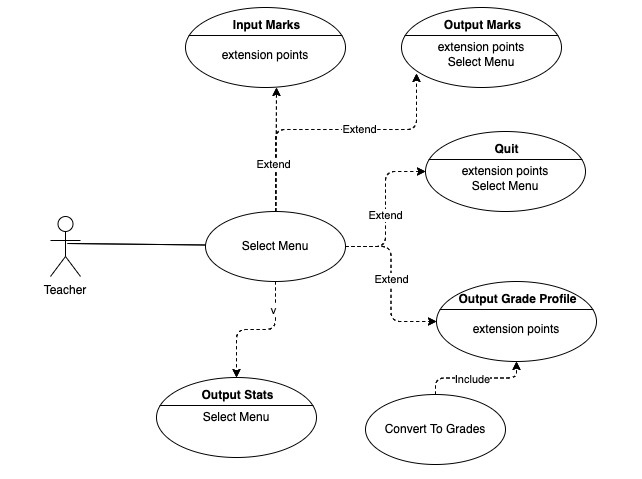 Input Marks
extension points
Output Marks
extension points
Select Menu
Extend
Extend
Quit
extension points
Select Menu
Extend
Select Menu
Teacher
Extend
Output Grade Profile
extension points
v
Include
Output Stats
Select Menu
Convert To Grades